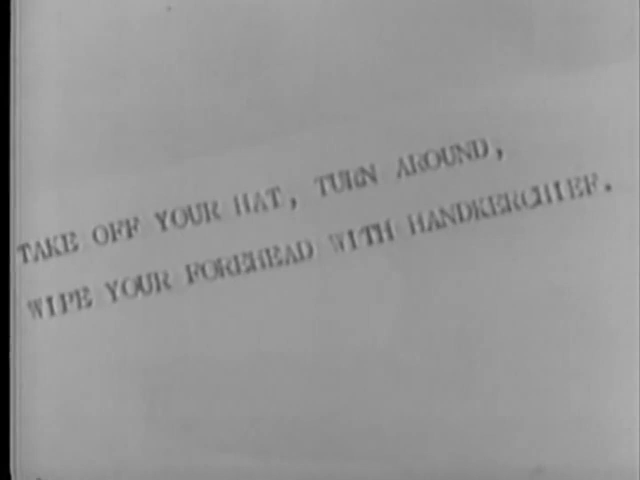 TAKE OFF YOUR HAT, TURN AROUND,
WIPE YOUR FOREHEAD WITH HANDKERCHIEF.